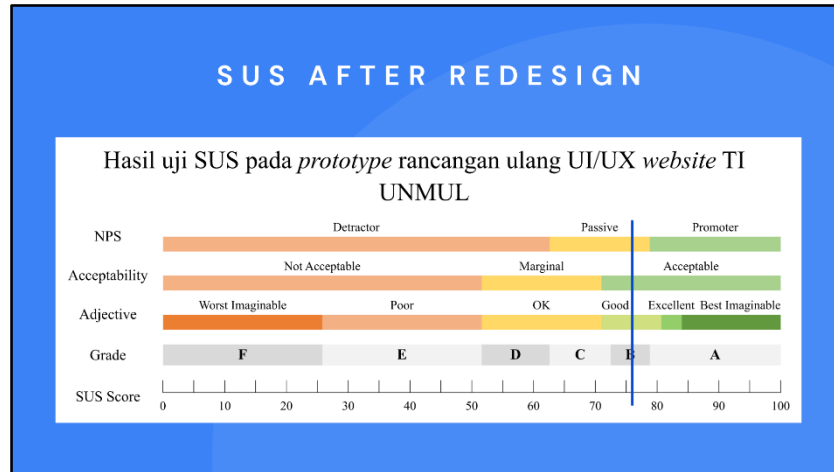 SUS AFTER REDESIGN
Hasil uji SUS pada prototype rancangan ulang UI/UX website TI
UNMUL
NPS
Detractor
Passive
Promoter
Acceptability
Not Acceptable
Marginal
Acceptable
Adjective
Worst Imaginable
Poor
OK
Good
Excellent
Best Imaginable
Grade
F
E
D
C
B
A
SUS Score
0 10 20 30 40 50 60 70 80 90 100